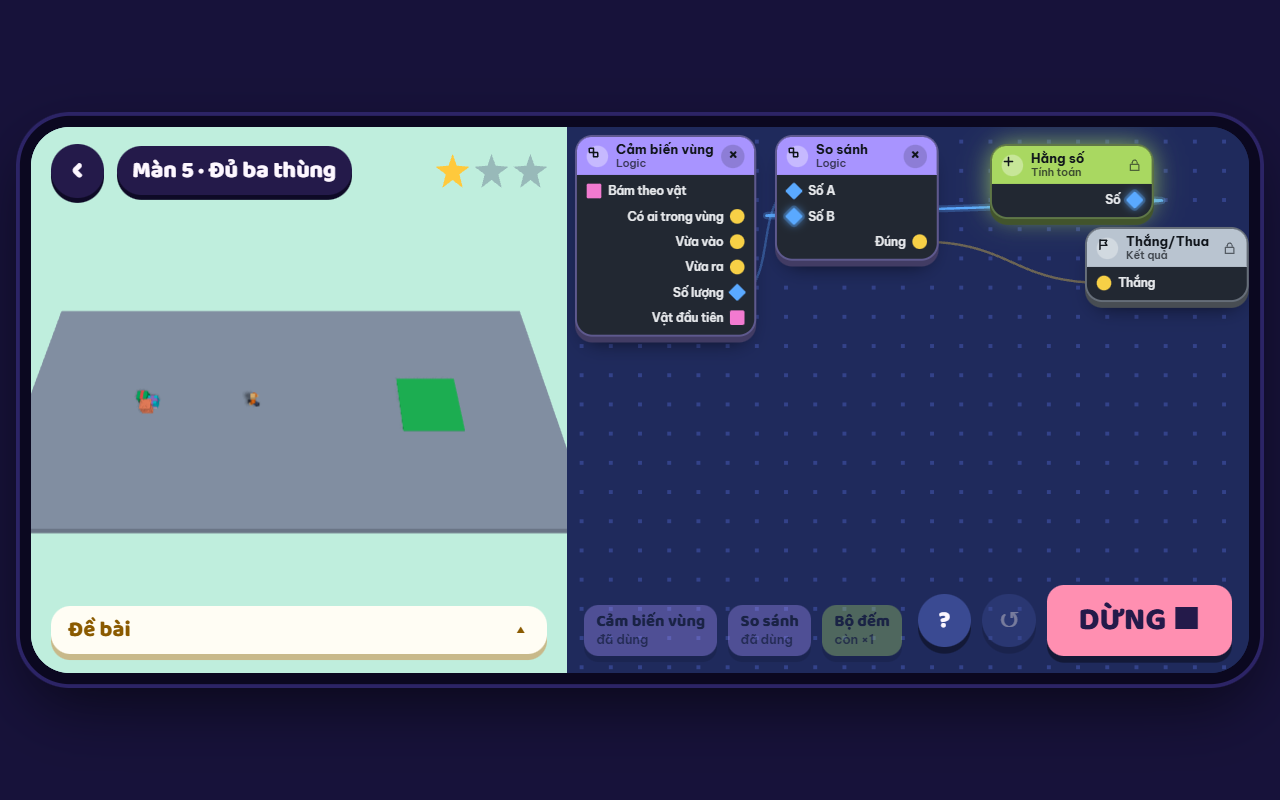 Màn 5 · Đủ ba thùng
Cảm biến vùng
Logic
Bám theo vật
Có ai trong vùng
Vừa vào
Vừa ra
Số lượng
Vật đầu tiên
So sánh
Logic
Số A
Số B
Đúng
Hằng số
Tính toán
Số
Thắng/Thua
Kết quả
Thắng
Đề bài
Cảm biến vùng
đã dùng
So sánh
đã dùng
Bộ đếm
còn ×1
?
DỪNG